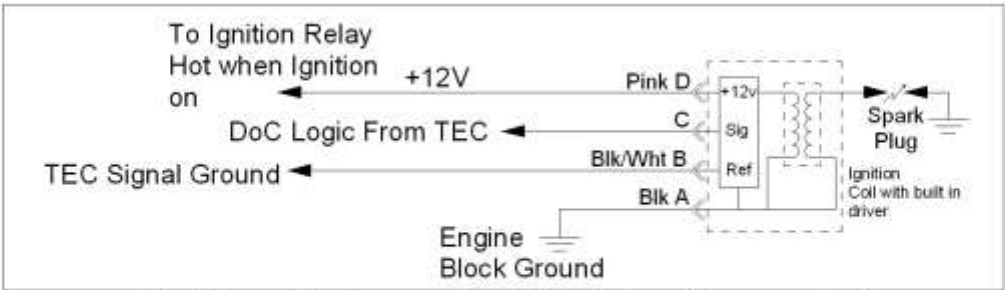 To Ignition Relay
Hot when Ignition
on
+12V
Pink D
+12v
DoC Logic From TEC
C
Sig
Spark
Plug
TEC Signal Ground
Blk/Wht B
Ref
Ignition
Coil with built in
driver
Blk A
Engine
Block Ground